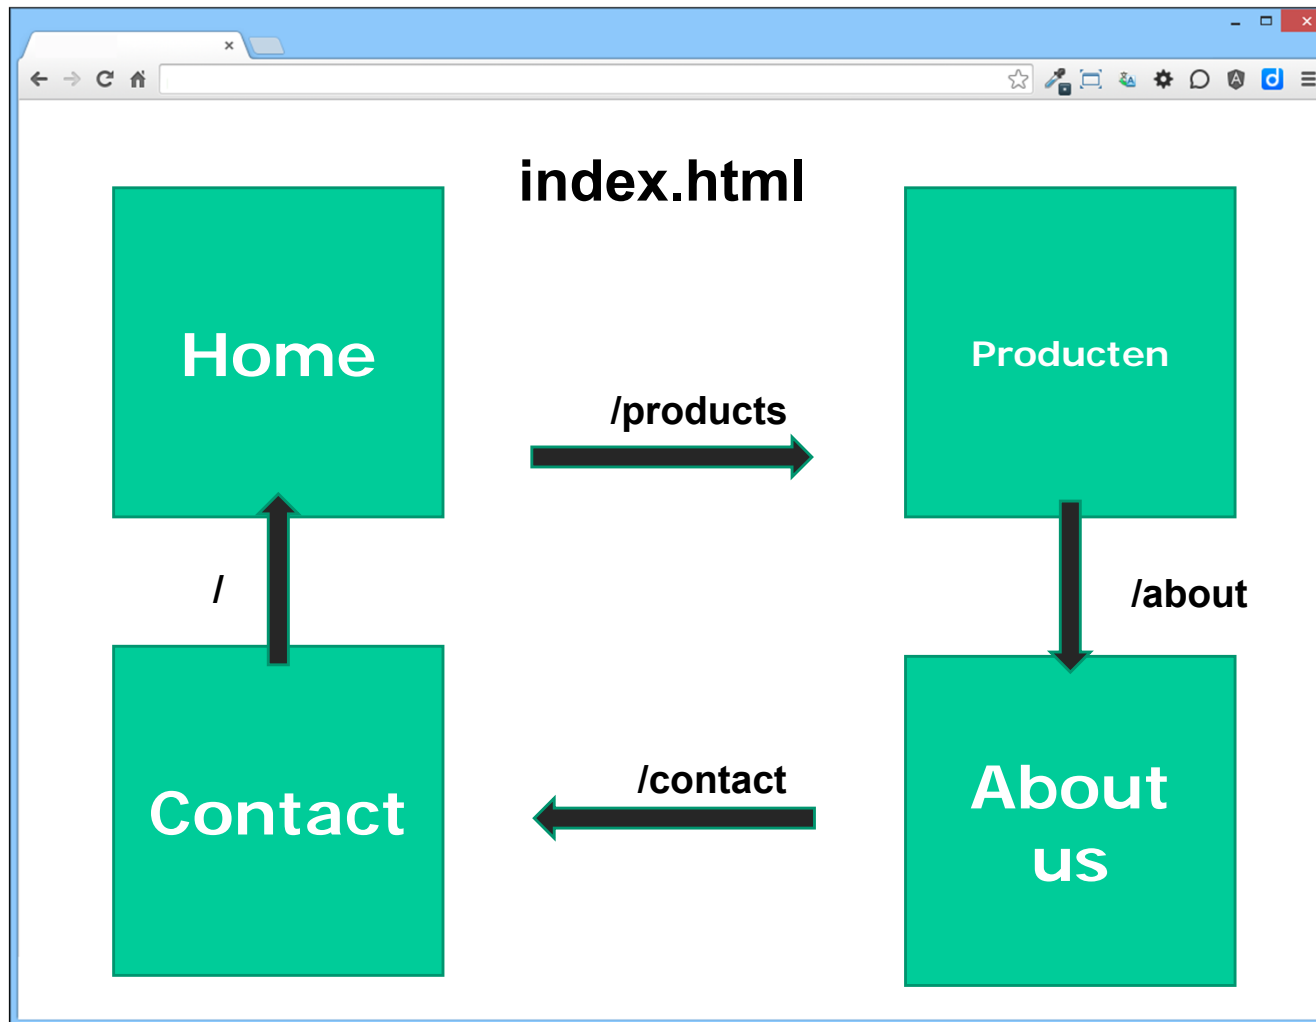 index.html
Home
Producten
/products
/
/about
Contact
/contact
About
us